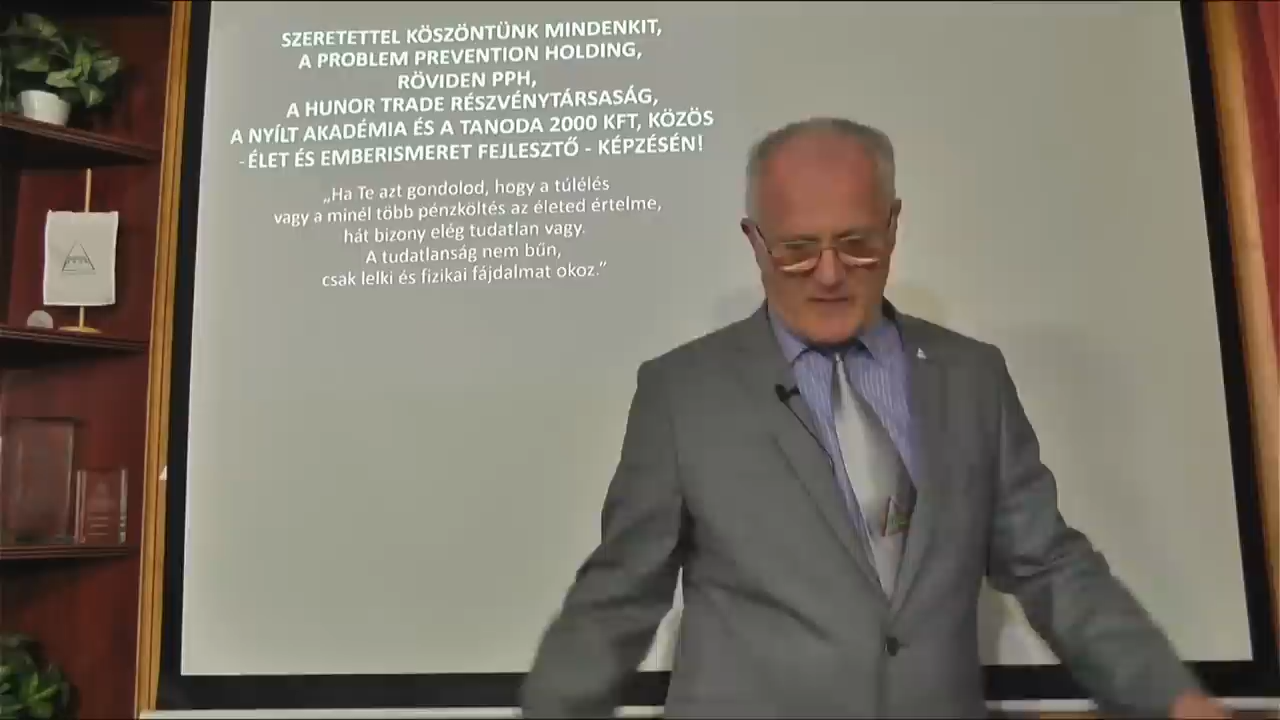 SZERETETTEL KÖSZÖNTÜNK MINDENKIT,
A PROBLEM PREVENTION HOLDING,
RÖVIDEN PPH,
A HUNOR TRADE RÉSZVÉNYTÁRSASÁG,
A NYÍLT AKADÉMIA ÉS A TANODA 2000 KFT, KÖZÖS
- ÉLET ÉS EMBERISMERET FEJLESZTŐ - KÉPZÉSÉN!
„Ha Te azt gondolod, hogy a túlélés
vagy a minél több pénzköltés az életed értelme,
hát bizony elég tudatlan vagy.
A tudatlanság nem bűn,
csak lelki és fizikai fájdalmat okoz.”